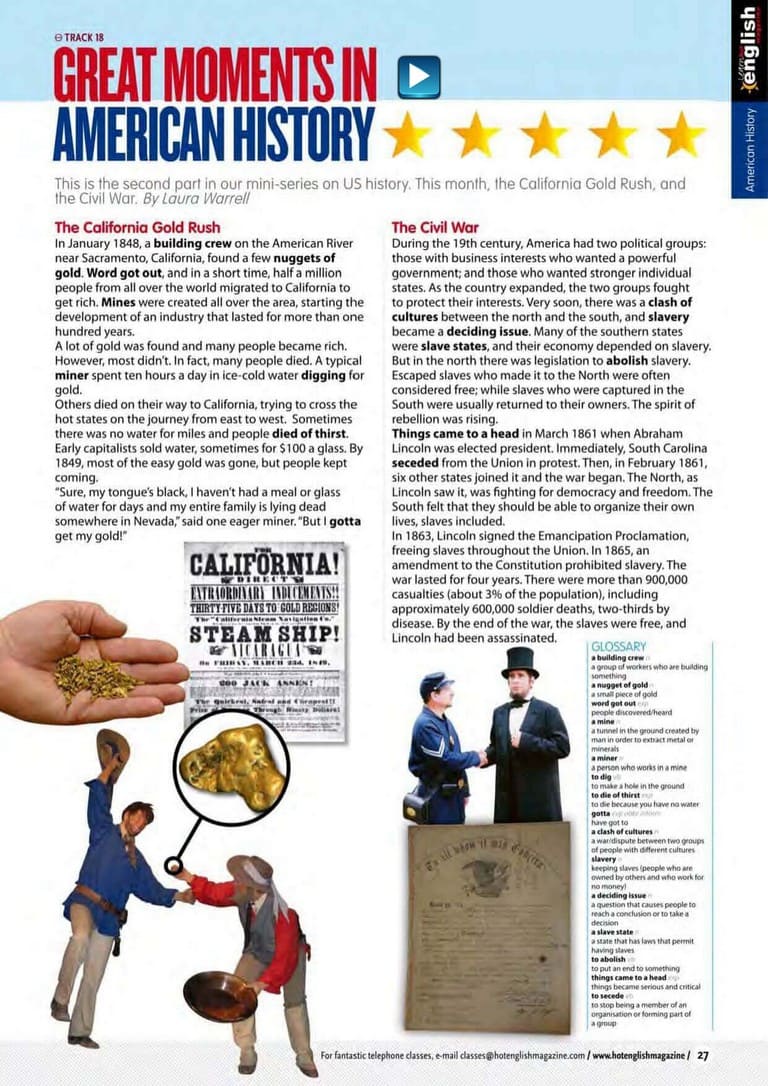 TRACK 18
GREAT MOMENTS IN
AMERICAN HISTORY
Learn hot
english
magazine
American History
This is the second part in our mini-series on US history. This month, the California Gold Rush, and
the Civil War. By Laura Warrell
The California Gold Rush
In January 1848, a building crew on the American River
near Sacramento, California, found a few nuggets of
gold. Word got out, and in a short time, half a million
people from all over the world migrated to California to
get rich. Mines were created all over the area, starting the
development of an industry that lasted for more than one
hundred years.
A lot of gold was found and many people became rich.
However, most didn't. In fact, many people died. A typical
miner spent ten hours a day in ice-cold water digging for
gold.
Others died on their way to California, trying to cross the
hot states on the journey from east to west. Sometimes
there was no water for miles and people died of thirst.
Early capitalists sold water, sometimes for $100 a glass. By
1849, most of the easy gold was gone, but people kept
coming.
"Sure, my tongue's black, I haven't had a meal or glass
of water for days and my entire family is lying dead
somewhere in Nevada," said one eager miner. "But I gotta
get my gold!"
The Civil War
During the 19th century, America had two political groups:
those with business interests who wanted a powerful
government; and those who wanted stronger individual
states. As the country expanded, the two groups fought
to protect their interests. Very soon, there was a clash of
cultures between the north and the south, and slavery
became a deciding issue. Many of the southern states
were slave states, and their economy depended on slavery.
But in the north there was legislation to abolish slavery.
Escaped slaves who made it to the North were often
considered free; while slaves who were captured in the
South were usually returned to their owners. The spirit of
rebellion was rising.
Things came to a head in March 1861 when Abraham
Lincoln was elected president. Immediately, South Carolina
seceded from the Union in protest. Then, in February 1861,
six other states joined it and the war began. The North, as
Lincoln saw it, was fighting for democracy and freedom. The
South felt that they should be able to organize their own
lives, slaves included.
In 1863, Lincoln signed the Emancipation Proclamation,
freeing slaves throughout the Union. In 1865, an
amendment to the Constitution prohibited slavery. The
war lasted for four years. There were more than 900,000
casualties (about 3% of the population), including
approximately 600,000 soldier deaths, two-thirds by
disease. By the end of the war, the slaves were free, and
Lincoln had been assassinated.
FOR
CALIFORNIA!
DIRECT
EXTRAORDINARY INDUCEMENTS!!
THIRTY-FIVE DAYS TO GOLD REGIONS!
The "California Steam Navigation Co."
STEAM SHIP!
NICARAGUA
On FRIDAY, MARCH 23d, 1849,
200 JACK ASSES!
The Quickest, Safest and Cheapest!!
Price Through Ninety Dollars!
To all whom it may Concern
GLOSSARY
a building crew n
a group of workers who are building
something
a nugget of gold n
a small piece of gold
word got out exp
people discovered/heard
a mine n
a tunnel in the ground created by
man in order to extract metal or
minerals
a miner n
a person who works in a mine
to dig vb
to make a hole in the ground
to die of thirst exp
to die because you have no water
gotta exp
have got to
a clash of cultures n
a war/dispute between two groups
of people with different cultures
slavery n
keeping slaves (people who are
owned by others and who work for
no money)
a deciding issue n
a question that causes people to
reach a conclusion or to take a
decision
a slave state n
a state that has laws that permit
having slaves
to abolish vb
to put an end to something
things came to a head exp
things became serious and critical
to secede vb
to stop being a member of an
organisation or forming part of
a group
For fantastic telephone classes, e-mail classes@hotenglishmagazine.com / www.hotenglishmagazine / 27